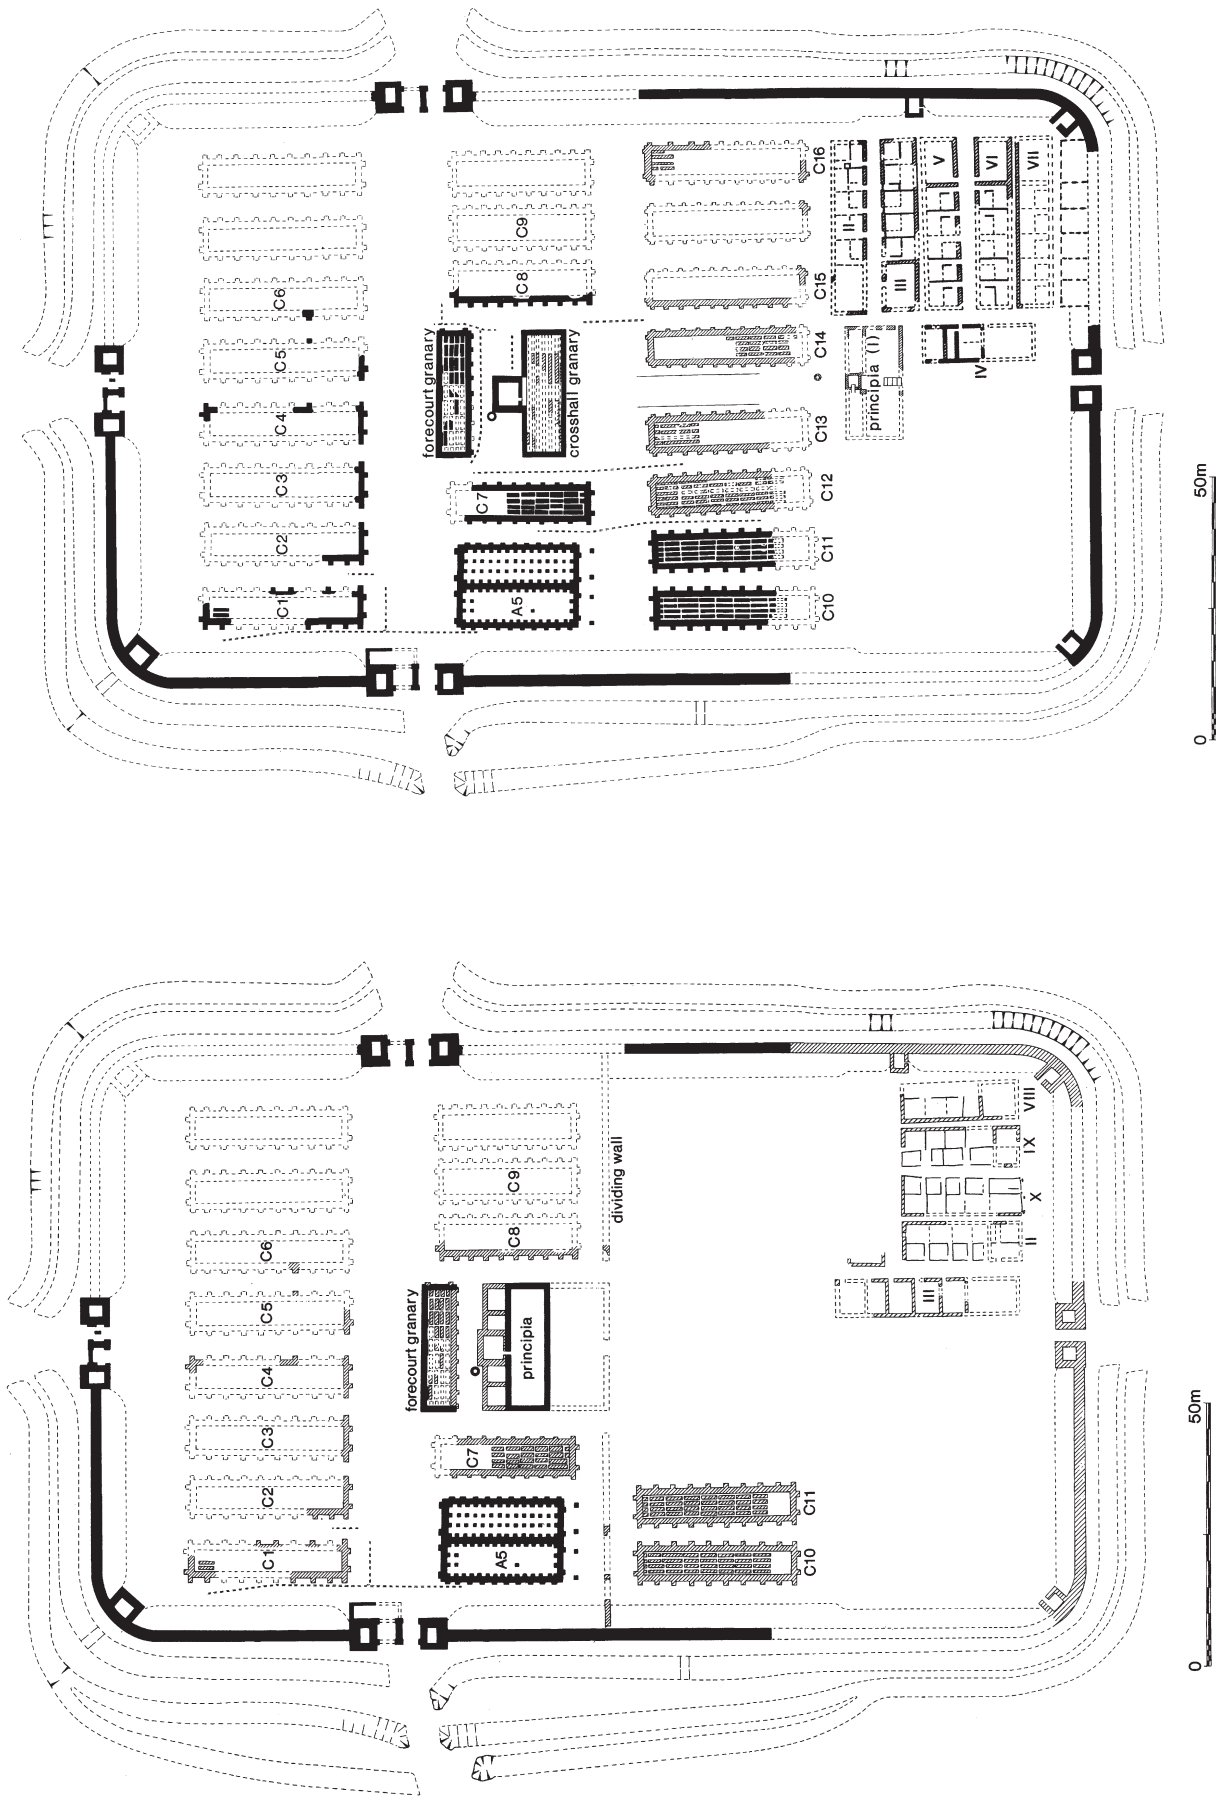 C16
C9
C8
C6
C5
C4
C3
C2
C1
forecourt granary
crosshall granary
C7
A5
C15
C14
C13
C12
C11
C10
II
III
V
VI
VII
IV
principia (I)
0
50m
C6
C5
C4
C3
C2
C1
C9
C8
dividing wall
forecourt granary
principia
C7
A5
C11
C10
VIII
IX
X
II
III
0
50m